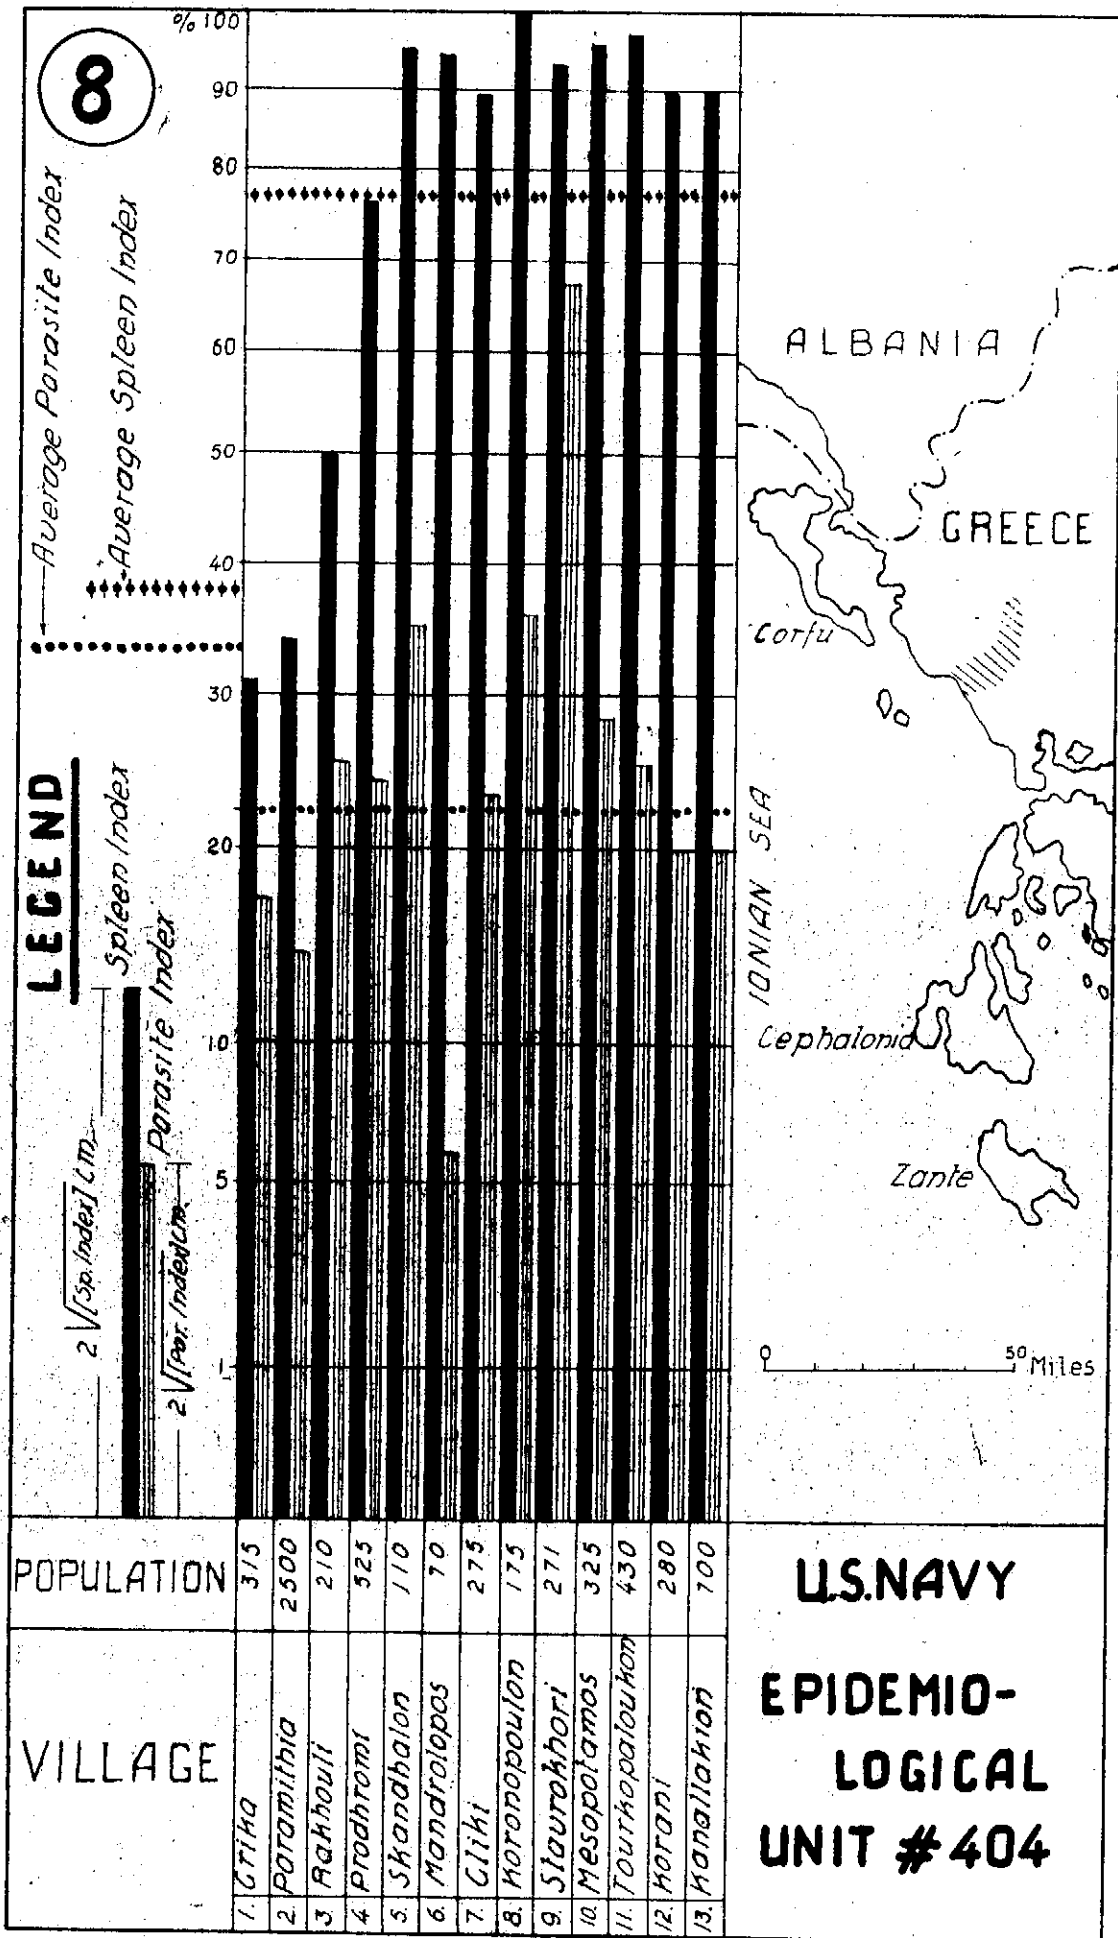 8
Average Parasite Index
Average Spleen Index
LEGEND
Spleen Index
Parasite Index
2√[Sp. Index] Cm
2√[Par. Index] Cm.
% 100
90
80
70
60
50
40
30
20
10
5
1
ALBANIA
GREECE
Corfu
IONIAN SEA
Cephalonia
Zante
0 50 Miles
POPULATION 315 2500 210 525 110 70 275 175 271 325 430 280 700
VILLAGE
1. Grika
2. Paramithia
3. Rakhouli
4. Prodhromi
5. Skandhalon
6. Mandrolopos
7. Gliki
8. Koronopoulon
9. Staurokhori
10. Mesopotamos
11. Tourkopaloukon
12. Korani
13. Kanallakion
U.S.NAVY
EPIDEMIO-
LOGICAL
UNIT # 404